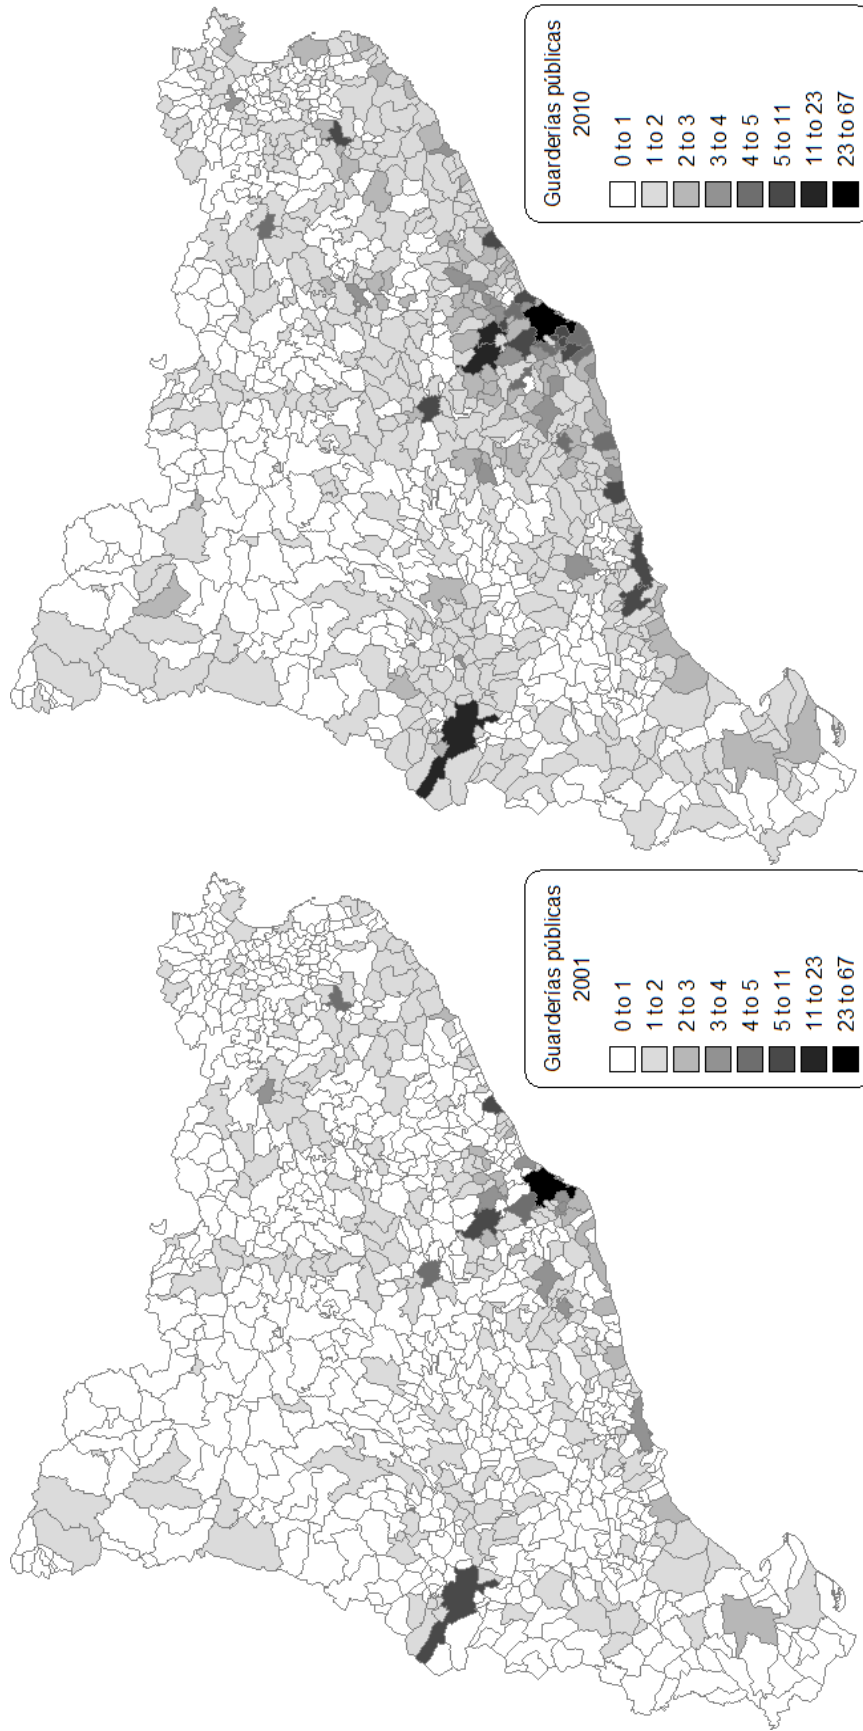 Guarderías públicas
2010
0 to 1
1 to 2
2 to 3
3 to 4
4 to 5
5 to 11
11 to 23
23 to 67
Guarderías públicas
2001
0 to 1
1 to 2
2 to 3
3 to 4
4 to 5
5 to 11
11 to 23
23 to 67